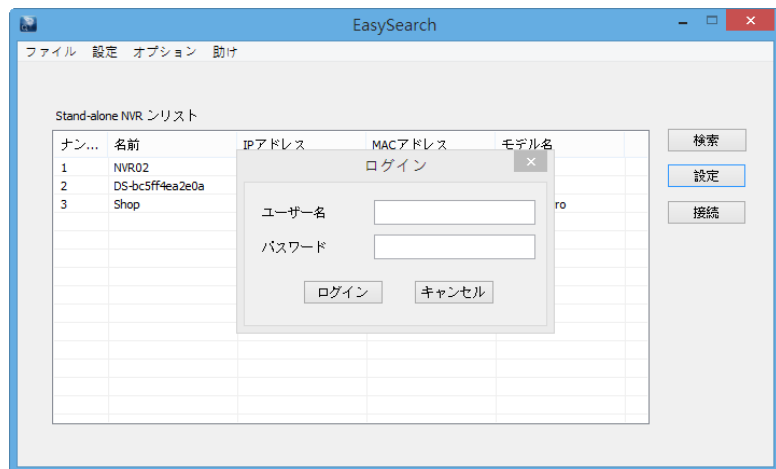 EasySearch
ファイル 設定 オプション 助け
Stand-alone NVR ンリスト
ナン... 名前 IPアドレス MACアドレス モデル名
検索
1 NVR02
2 DS-bc5ff4ea2e0a
設定
3 Shop ro
接続
ログイン
ユーザー名
パスワード
ログイン キャンセル